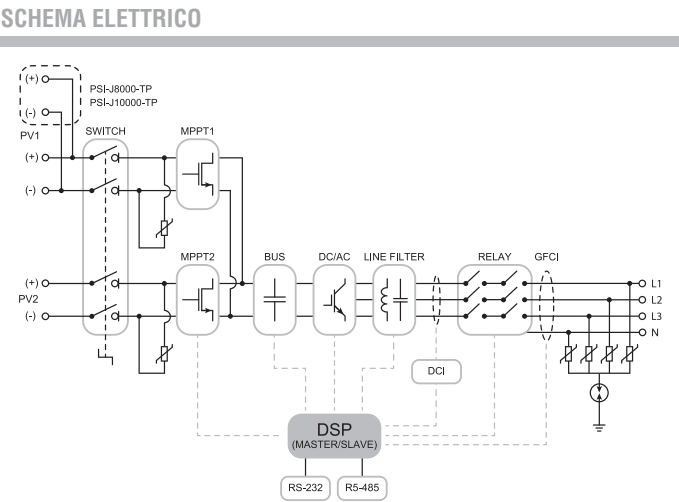 SCHEMA ELETTRICO
(+)
PSI-J8000-TP
PSI-J10000-TP
(-)
PV1
SWITCH
MPPT1
(+)
(-)
MPPT2
BUS
DC/AC
LINE FILTER
RELAY
GFCI
(+)
L1
PV2
L2
(-)
L3
N
DCI
DSP
(MASTER/SLAVE)
RS-232
R5-485